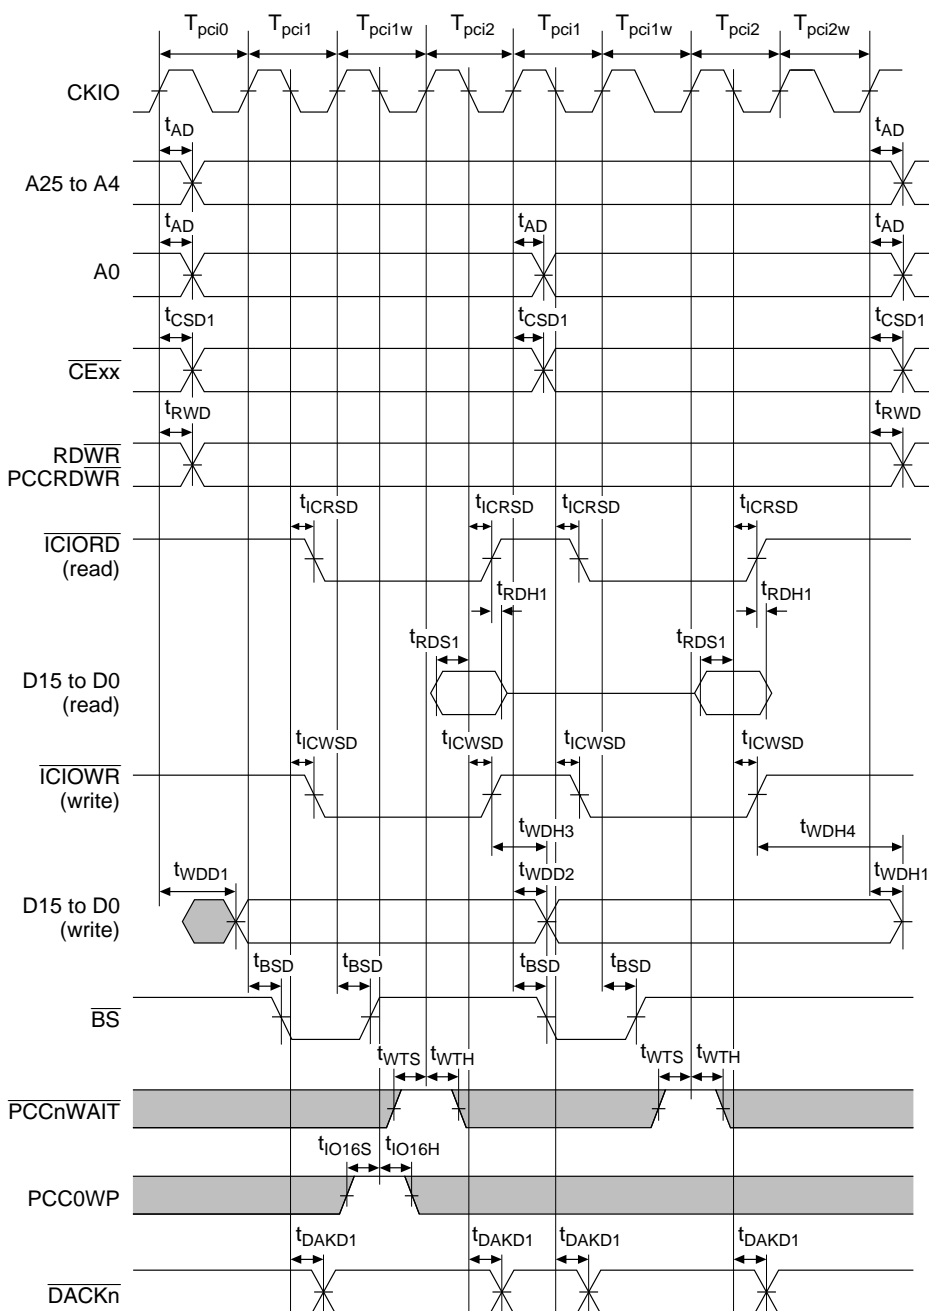 Tpci0 Tpci1 Tpci1w Tpci2 Tpci1 Tpci1w Tpci2 Tpci2w
CKIO
tAD tAD
A25 to A4
tAD tAD tAD
A0
tCSD1 tCSD1 tCSD1
CExx
tRWD tRWD
RDWR
PCCRDWR
tICRSD tICRSD tICRSD tICRSD
ICIORD
(read)
tRDH1 tRDH1
tRDS1 tRDS1
D15 to D0
(read)
tICWSD tICWSD tICWSD tICWSD
ICIOWR
(write)
tWDH3 tWDH4
tWDD1 tWDD2 tWDH1
D15 to D0
(write)
tBSD tBSD tBSD tBSD
BS
tWTS tWTH tWTS tWTH
PCCnWAIT
tIO16S tIO16H
PCC0WP
tDAKD1 tDAKD1 tDAKD1 tDAKD1
DACKn